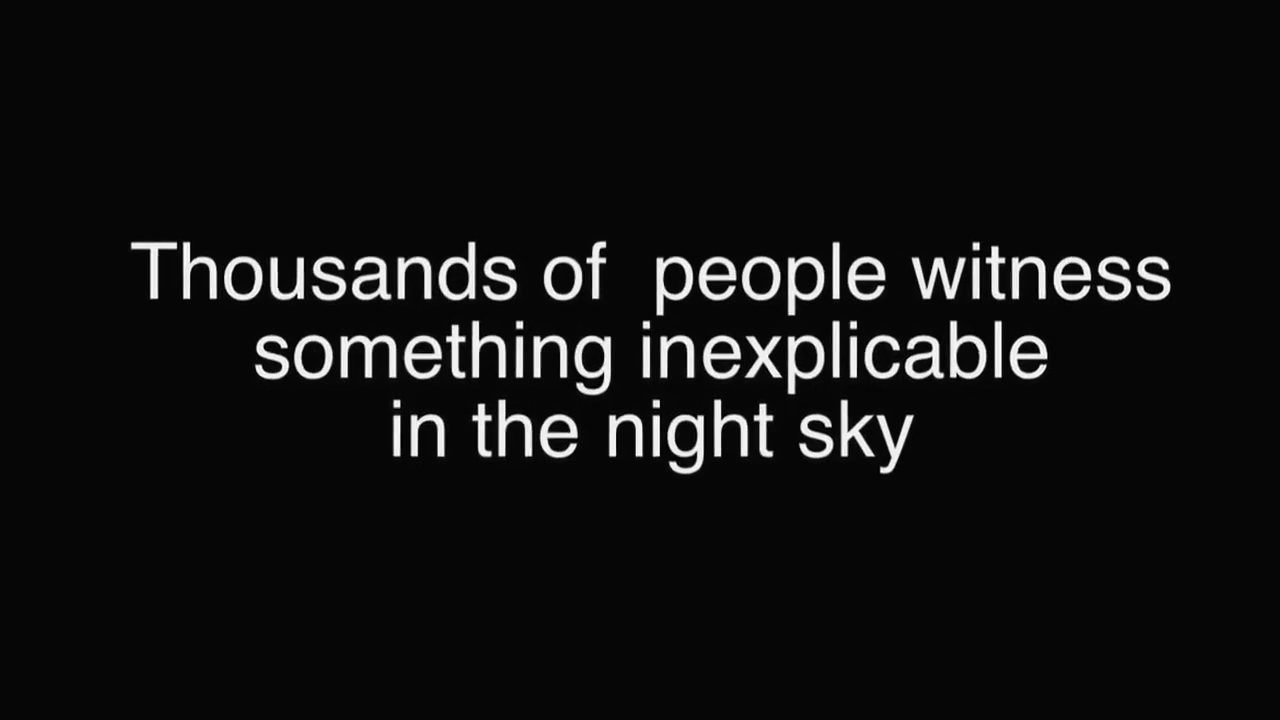 Thousands of  people witness
something inexplicable
in the night sky